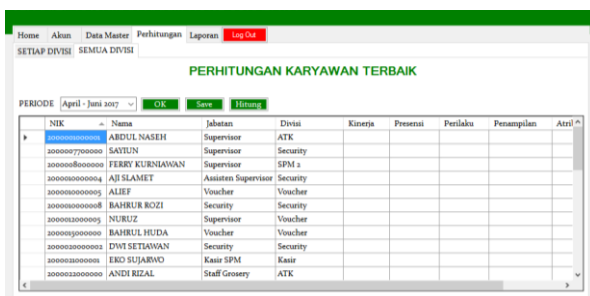 Home Akun Data Master Perhitungan Laporan Log Out
SETIAP DIVISI SEMUA DIVISI
PERHITUNGAN KARYAWAN TERBAIK
PERIODE April - Juni 2017 OK Save Hitung
NIK Nama Jabatan Divisi Kinerja Presensi Perilaku Penampilan Atril
2000001000001 ABDUL NASEH Supervisor ATK
2000007700000 SAYIUN Supervisor Security
2000008000000 FERRY KURNIAWAN Supervisor SPM 2
2000010000004 AJI SLAMET Assisten Supervisor Security
2000010000005 ALIEF Voucher Voucher
2000010000008 BAHRUR ROZI Security Security
2000012000005 NURUZ Supervisor Voucher
2000015000000 BAHRUL HUDA Voucher Voucher
2000020000002 DWI SETIAWAN Security Security
2000021000001 EKO SUJARWO Kasir SPM Kasir
2000022000000 ANDI RIZAL Staff Grosery ATK